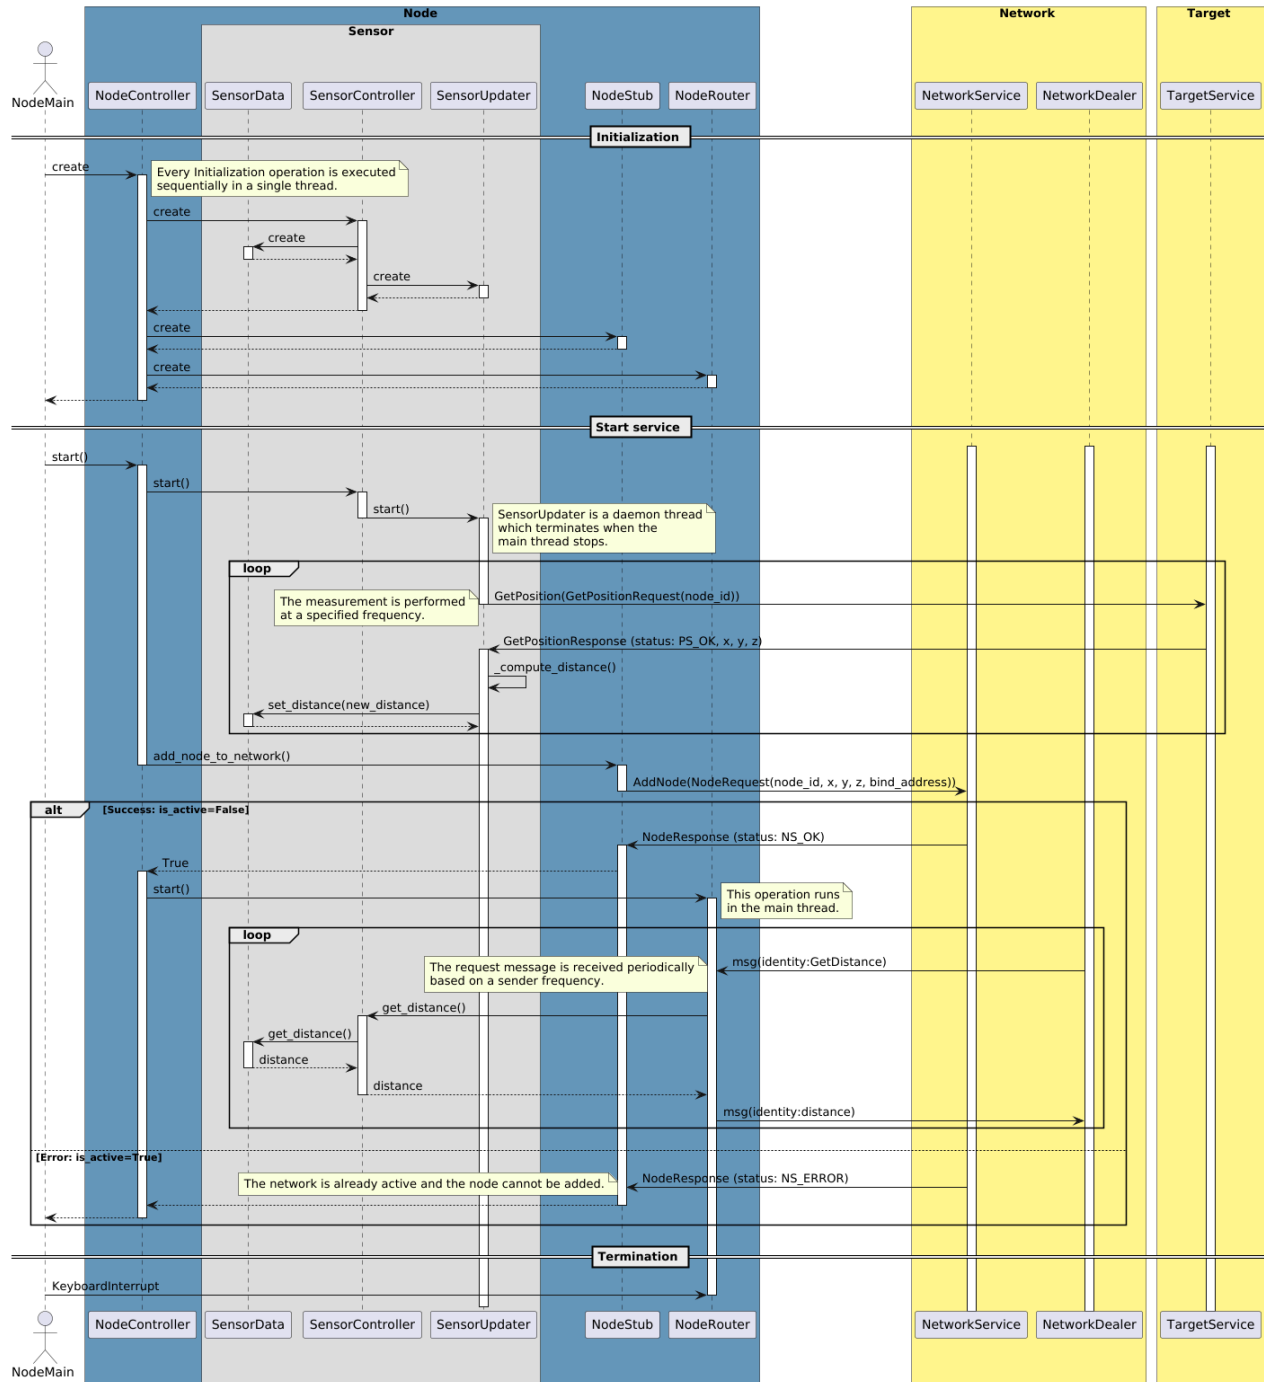 Node
Network
Target
Sensor
NodeMain
NodeController
SensorData
SensorController
SensorUpdater
NodeStub
NodeRouter
NetworkService
NetworkDealer
TargetService
Initialization
create
Every Initialization operation is executed
sequentially in a single thread.
create
create
create
create
create
Start service
start()
start()
start()
SensorUpdater is a daemon thread
which terminates when the
main thread stops.
loop
The measurement is performed
at a specified frequency.
GetPosition(GetPositionRequest(node_id))
GetPositionResponse (status: PS_OK, x, y, z)
_compute_distance()
set_distance(new_distance)
add_node_to_network()
AddNode(NodeRequest(node_id, x, y, z, bind_address))
alt
[Success: is_active=False]
NodeResponse (status: NS_OK)
True
start()
This operation runs
in the main thread.
loop
msg(identity:GetDistance)
The request message is received periodically
based on a sender frequency.
get_distance()
get_distance()
distance
distance
msg(identity:distance)
[Error: is_active=True]
NodeResponse (status: NS_ERROR)
The network is already active and the node cannot be added.
Termination
KeyboardInterrupt
NodeMain
NodeController
SensorData
SensorController
SensorUpdater
NodeStub
NodeRouter
NetworkService
NetworkDealer
TargetService